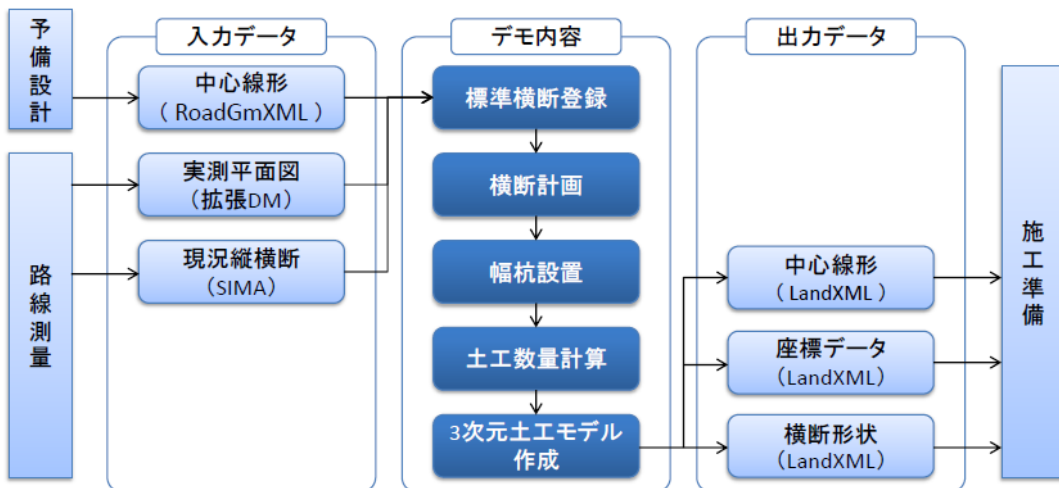 予備設計
路線測量
入力データ
中心線形
（ RoadGmXML ）
実測平面図
（拡張DM）
現況縦横断
（SIMA）
デモ内容
標準横断登録
横断計画
幅杭設置
土工数量計算
3次元土工モデル
作成
出力データ
中心線形
（ LandXML ）
座標データ
（LandXML）
横断形状
（LandXML）
施工準備